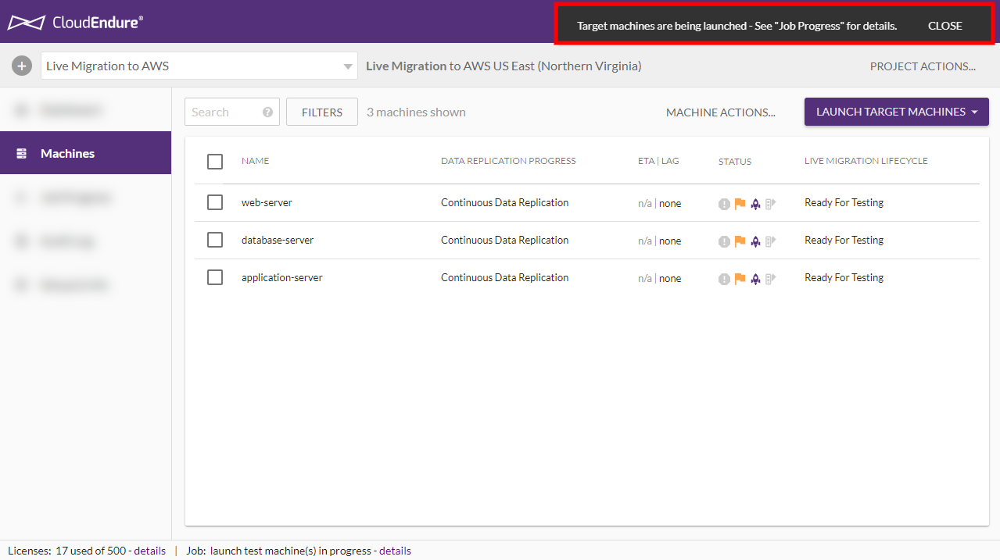 CloudEndure®
Target machines are being launched - See "Job Progress" for details. CLOSE
Live Migration to AWS
Live Migration to AWS US East (Northern Virginia)
PROJECT ACTIONS...
Search
FILTERS
3 machines shown
MACHINE ACTIONS...
LAUNCH TARGET MACHINES
Machines
NAME DATA REPLICATION PROGRESS ETA | LAG STATUS LIVE MIGRATION LIFECYCLE
web-server Continuous Data Replication n/a | none Ready For Testing
database-server Continuous Data Replication n/a | none Ready For Testing
application-server Continuous Data Replication n/a | none Ready For Testing
Licenses: 17 used of 500 - details | Job: launch test machine(s) in progress - details